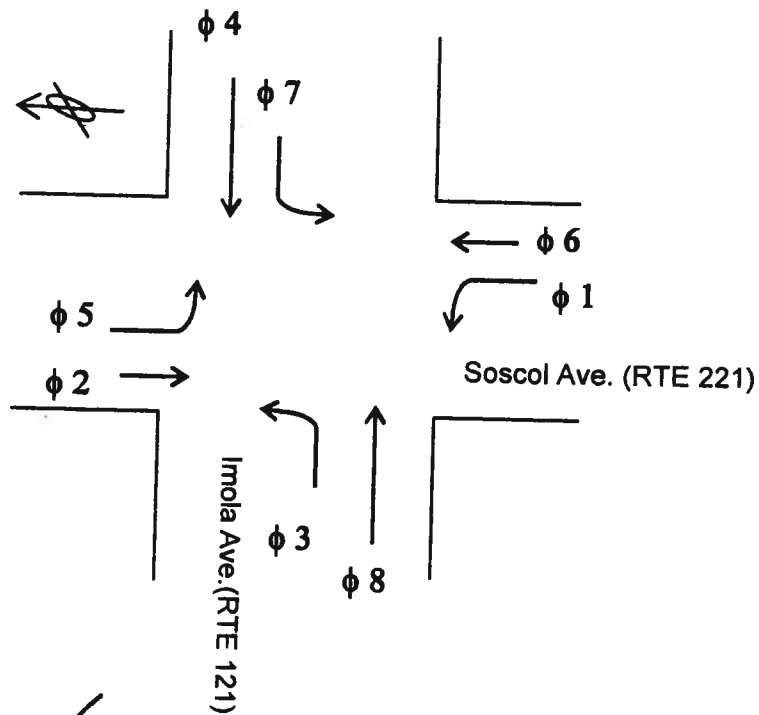 ϕ 4
ϕ 7
ϕ 6
ϕ 1
ϕ 5
ϕ 2
Soscol Ave. (RTE 221)
Imola Ave.(RTE 121)
ϕ 3
ϕ 8